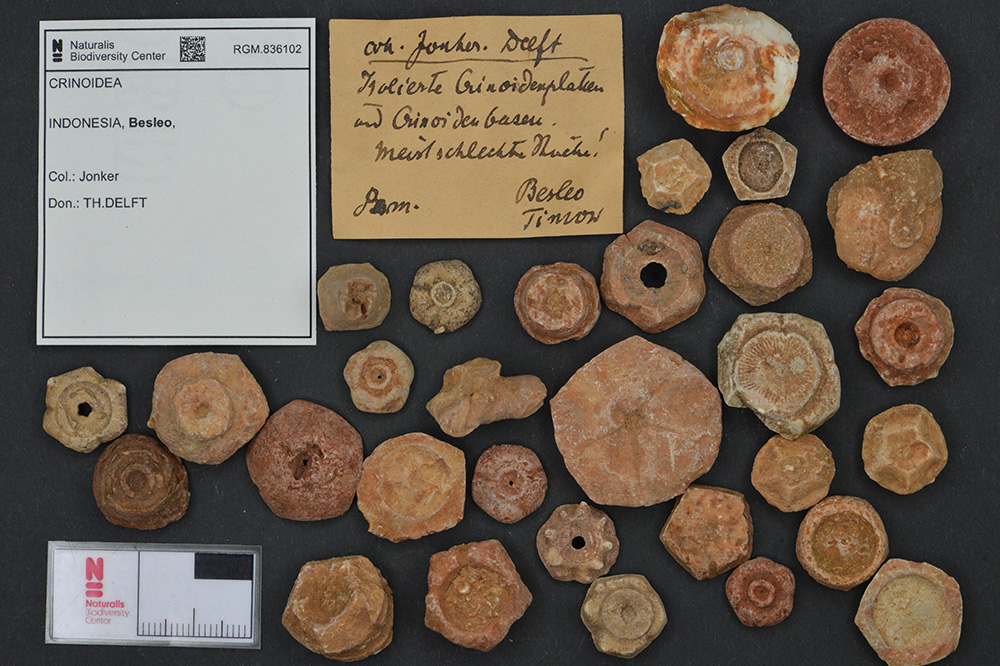 Naturalis
Biodiversity Center
RGM.836102
CRINOIDEA
INDONESIA, Besleo,
Col.: Jonker
Don.: TH.DELFT
coll. Jonker. Delft
Isolierte Crinoidenplatten
und Crinoidenbasen.
Meist schlechte Stücke!
Perm.
Besleo
Timor
Naturalis
Biodiversity
Center